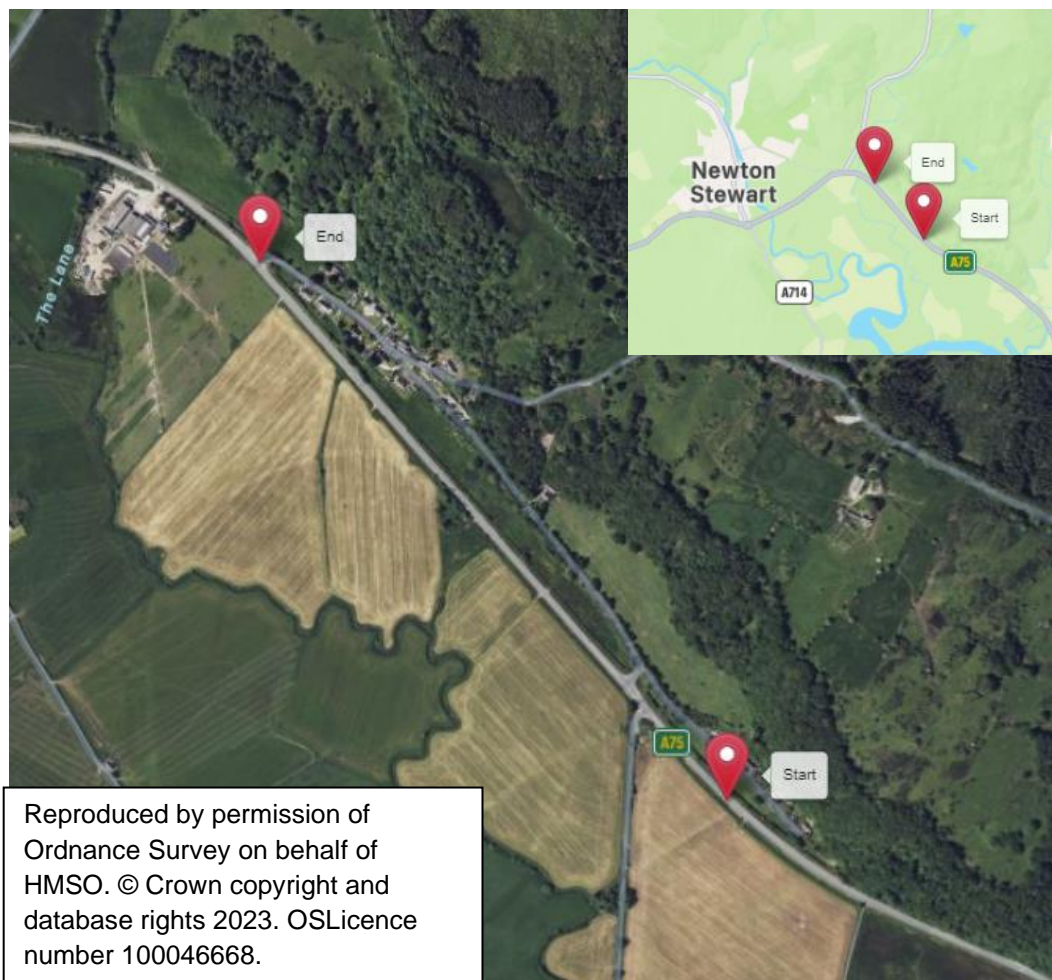 Newton
Stewart
End
Start
A75
A714
End
The Lane
A75
Start
Reproduced by permission of
Ordnance Survey on behalf of
HMSO. © Crown copyright and
database rights 2023. OSLicence
number 100046668.